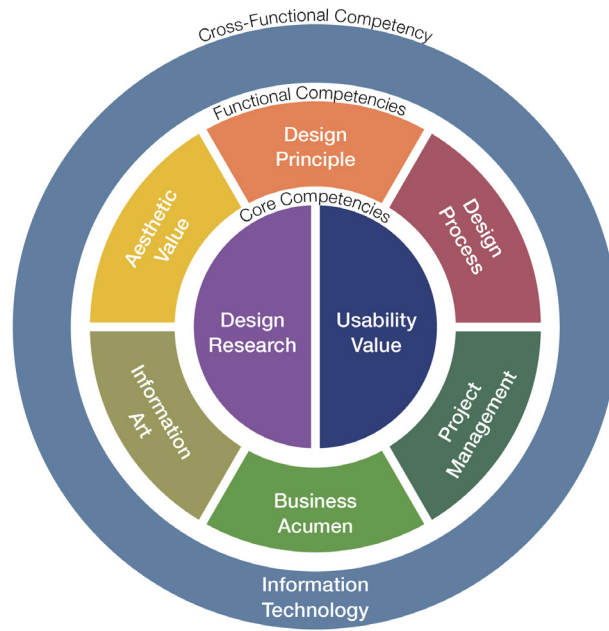 Cross-Functional Competency
Functional Competencies
Design
Principle
Aesthetic
Value
Design
Process
Core Competencies
Design
Research
Usability
Value
Information
Art
Project
Management
Business
Acumen
Information
Technology